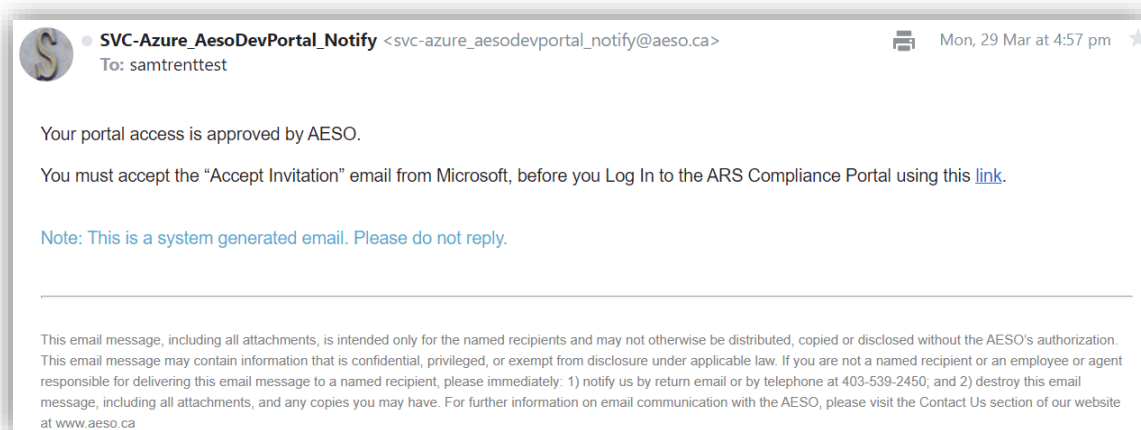 SVC-Azure_AesoDevPortal_Notify <svc-azure_aesodevportal_notify@aeso.ca> Mon, 29 Mar at 4:57 pm
To: samtrenttest
Your portal access is approved by AESO.
You must accept the “Accept Invitation” email from Microsoft, before you Log In to the ARS Compliance Portal using this link.
Note: This is a system generated email. Please do not reply.
This email message, including all attachments, is intended only for the named recipients and may not otherwise be distributed, copied or disclosed without the AESO's authorization.
This email message may contain information that is confidential, privileged, or exempt from disclosure under applicable law. If you are not a named recipient or an employee or agent
responsible for delivering this email message to a named recipient, please immediately: 1) notify us by return email or by telephone at 403-539-2450; and 2) destroy this email
message, including all attachments, and any copies you may have. For further information on email communication with the AESO, please visit the Contact Us section of our website
at www.aeso.ca